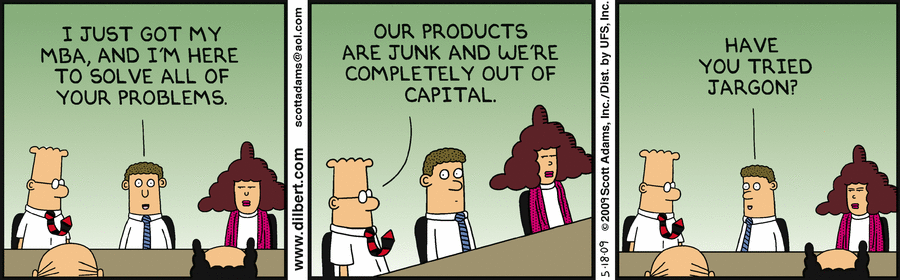 I JUST GOT MY
MBA, AND I'M HERE
TO SOLVE ALL OF
YOUR PROBLEMS.
www.dilbert.com
scottadams@aol.com
OUR PRODUCTS
ARE JUNK AND WE'RE
COMPLETELY OUT OF
CAPITAL.
5-18-09 ©2009 Scott Adams, Inc./Dist. by UFS, Inc.
HAVE
YOU TRIED
JARGON?